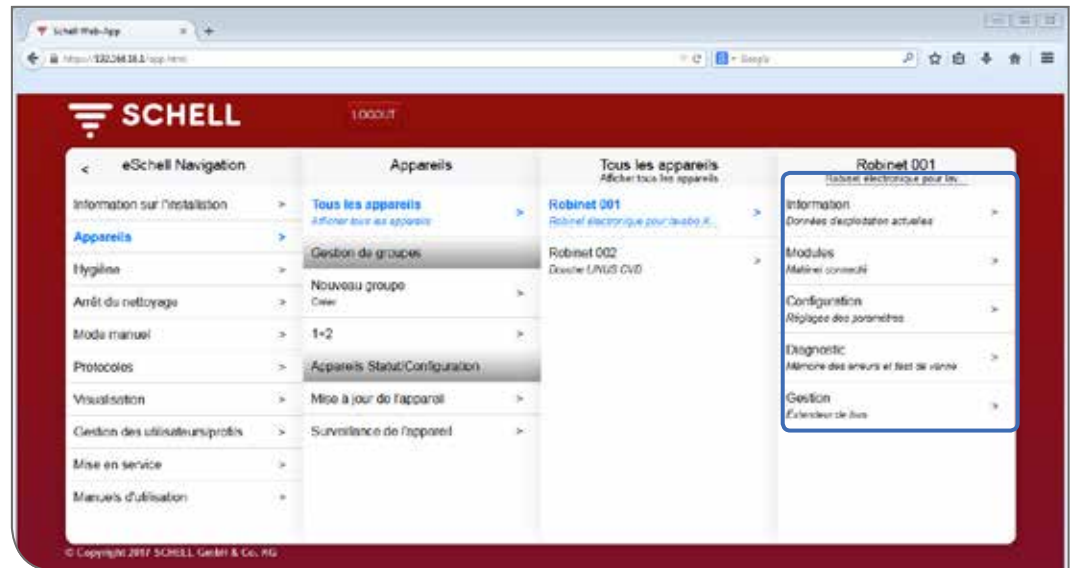 Schell Web-App
Google
SCHELL
LOGOUT
< eSchell Navigation
Information sur l'installation >
Appareils >
Hygiène >
Arrêt du nettoyage >
Mode manuel >
Protocoles >
Visualisation >
Gestion des utilisateurs/profils >
Mise en service >
Manuels d'utilisation >
Appareils
Tous les appareils >
Afficher tous les appareils
Gestion de groupes
Nouveau groupe >
Créer
1+2 >
Appareils Statut/Configuration
Mise à jour de l'appareil >
Surveillance de l'appareil >
Tous les appareils
Afficher tous les appareils
Robinet 001 >
Robinet électronique pour lavabo
Robinet 002 >
Douche LINUS CVD
Robinet 001
Robinet électronique pour lav...
Information >
Données d'exploitation actuelles
Modules >
Matériel connecté
Configuration >
Réglages des paramètres
Diagnostic >
Mémoire des erreurs et test de vanne
Gestion >
Extendeur de bus
© Copyright 2017 SCHELL GmbH & Co. KG